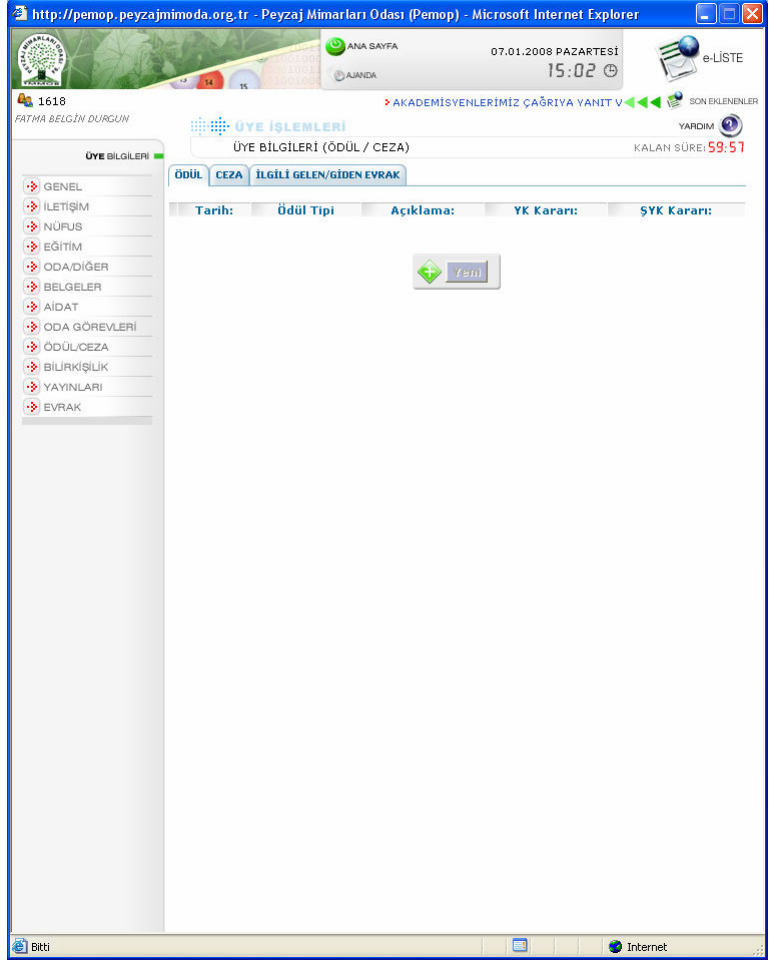 http://pemop.peyzajmimoda.org.tr - Peyzaj Mimarları Odası (Pemop) - Microsoft Internet Explorer
ANA SAYFA
AJANDA
07.01.2008 PAZARTESİ
15:02
e-LİSTE
13 14 15
1618
FATMA BELGİN DURGUN
AKADEMİSYENLERİMİZ ÇAĞRIYA YANIT V
SON EKLENENLER
ÜYE İŞLEMLERİ
YARDIM
ÜYE BİLGİLERİ (ÖDÜL / CEZA)
KALAN SÜRE: 59:57
ÜYE BİLGİLERİ
ÖDÜL CEZA İLGİLİ GELEN/GİDEN EVRAK
GENEL
İLETİŞİM
NÜFUS
EĞİTİM
ODA/DİĞER
BELGELER
AİDAT
ODA GÖREVLERİ
ÖDÜL/CEZA
BİLİRKİŞİLİK
YAYINLARI
EVRAK
Tarih: Ödül Tipi Açıklama: YK Kararı: ŞYK Kararı:
Yeni
Bitti
Internet